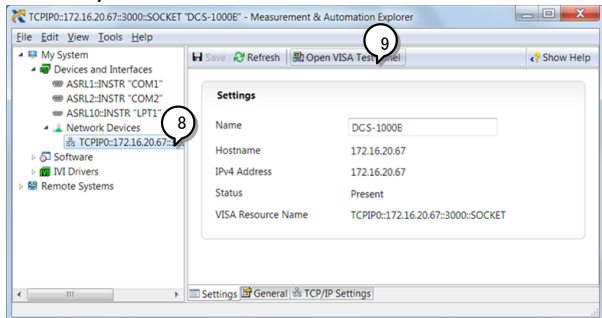 TCPIP0::172.16.20.67::3000::SOCKET "DCS-1000E" - Measurement & Automation Explorer
File Edit View Tools Help
My System
Devices and Interfaces
ASRL1::INSTR "COM1"
ASRL2::INSTR "COM2"
ASRL10::INSTR "LPT1"
Network Devices
TCPIP0::172.16.20.67::
Software
IVI Drivers
Remote Systems
8
Save Refresh Open VISA Test Panel Show Help
9
Settings
Name DCS-1000E
Hostname 172.16.20.67
IPv4 Address 172.16.20.67
Status Present
VISA Resource Name TCPIP0::172.16.20.67::3000::SOCKET
Settings General TCP/IP Settings